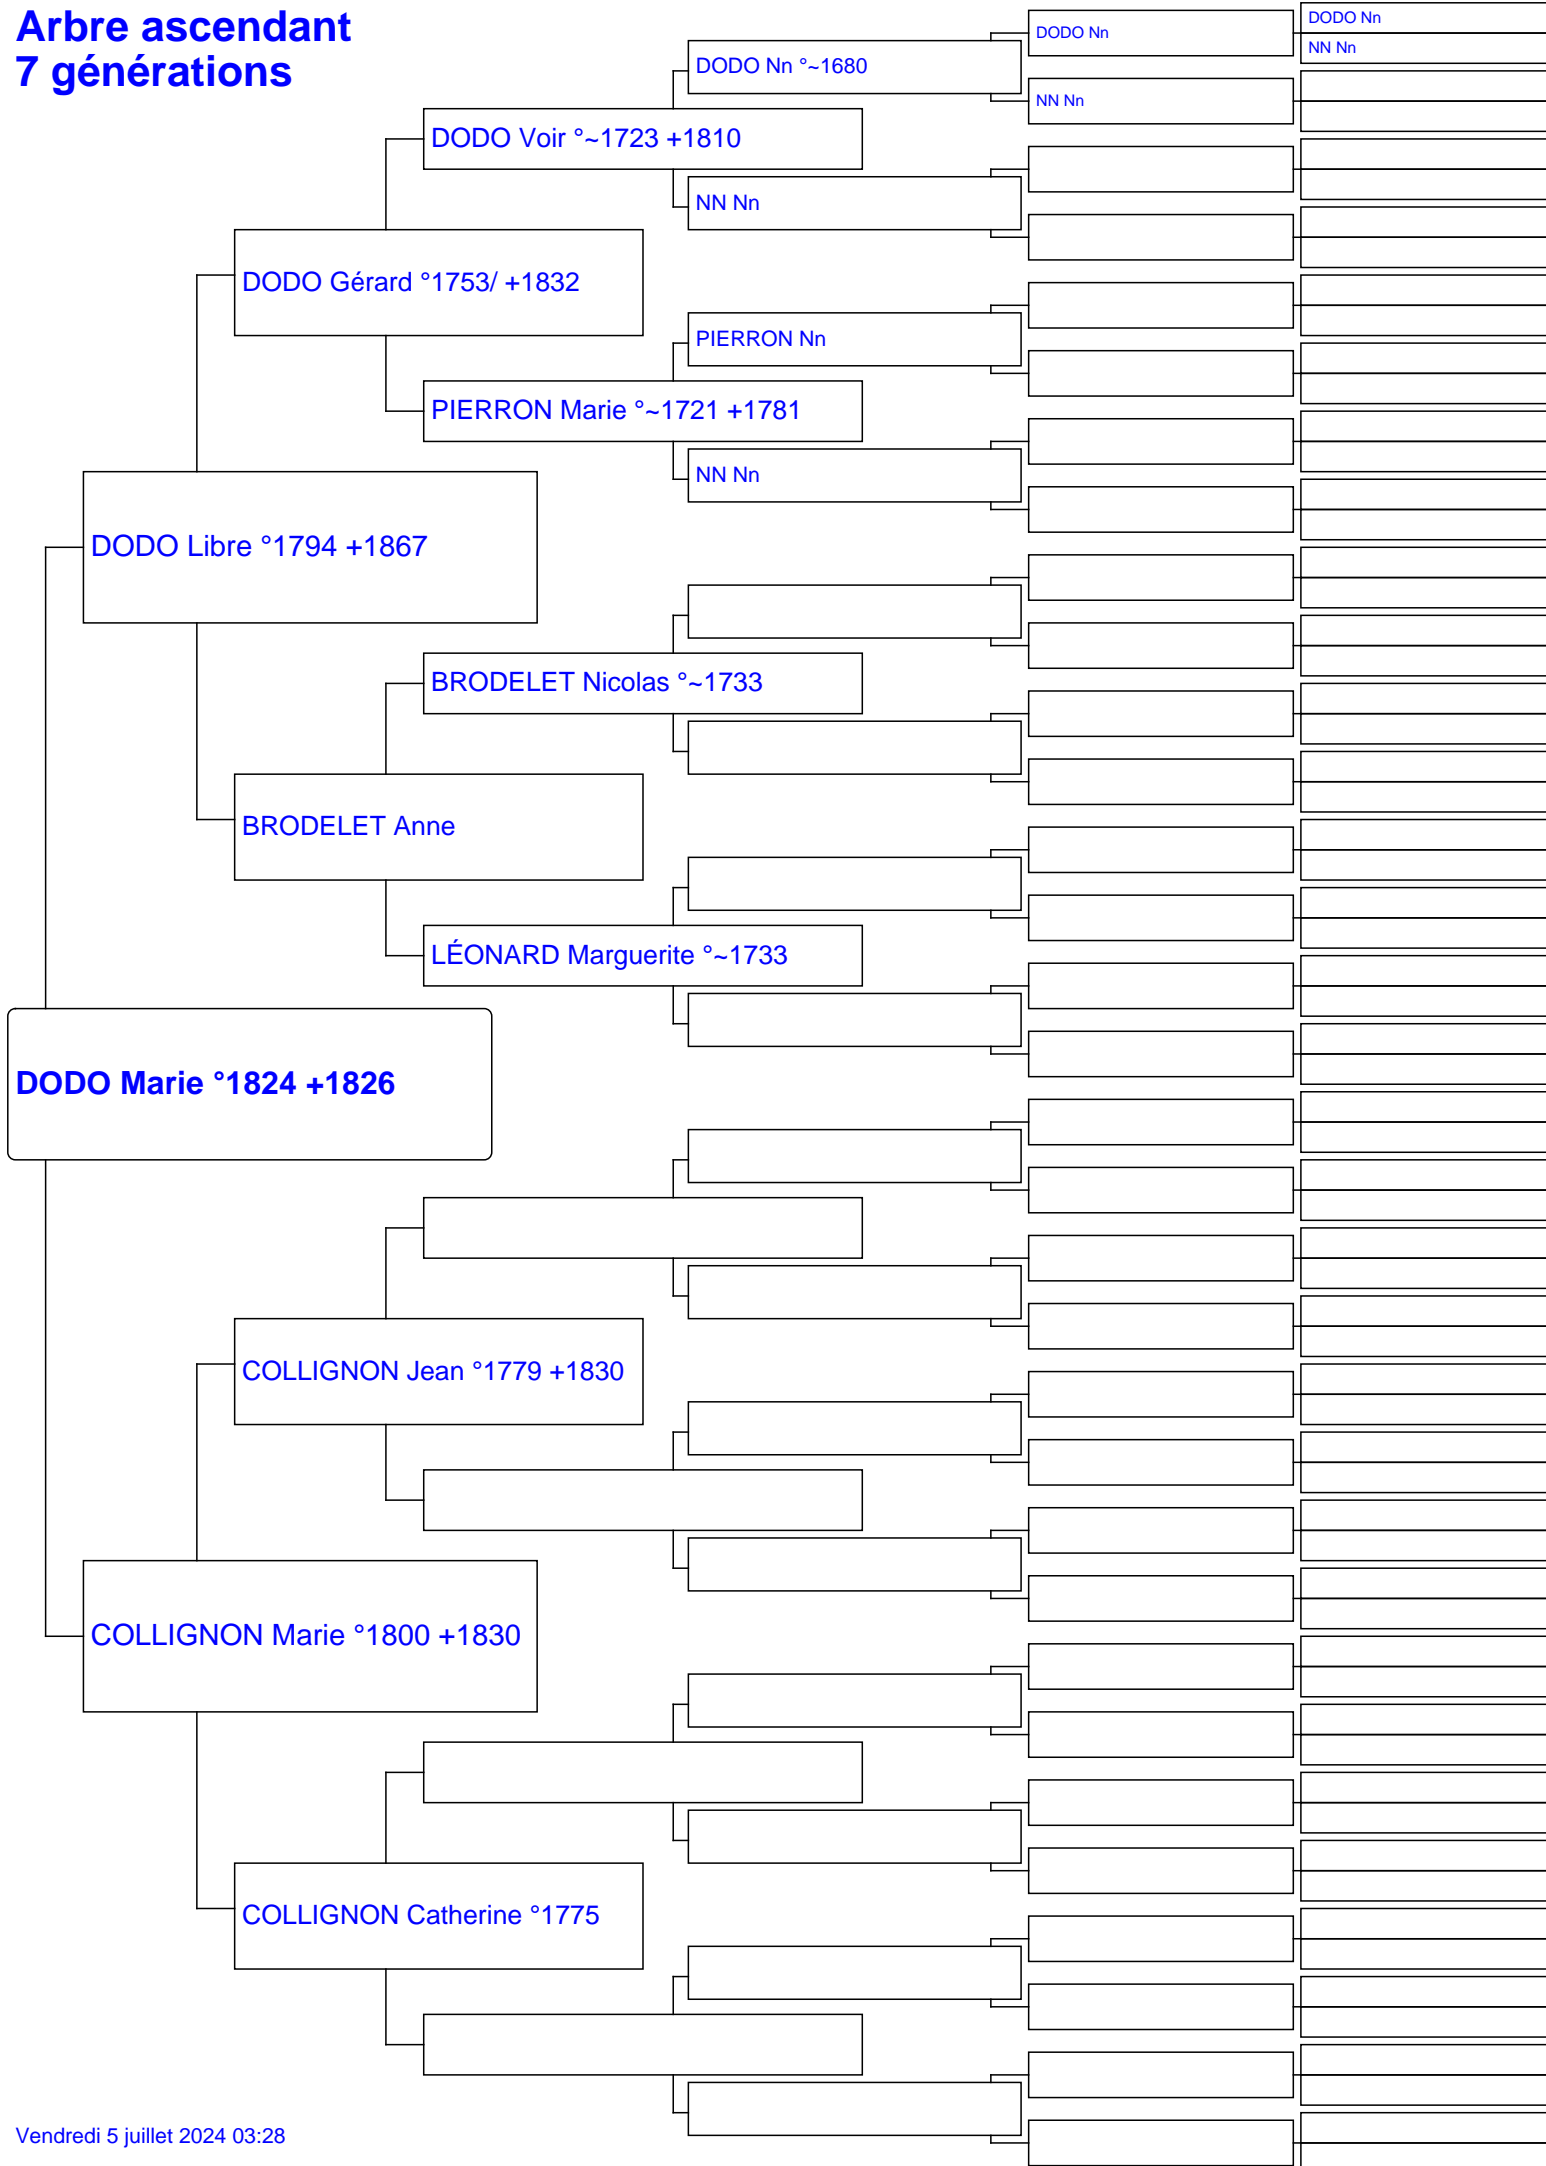 Arbre ascendant
7 générations
DODO Nn
DODO Nn
NN Nn
DODO Nn °~1680
NN Nn
DODO Voir °~1723 +1810
NN Nn
DODO Gérard °1753/ +1832
PIERRON Nn
PIERRON Marie °~1721 +1781
NN Nn
DODO Libre °1794 +1867
BRODELET Nicolas °~1733
BRODELET Anne
LÉONARD Marguerite °~1733
DODO Marie °1824 +1826
COLLIGNON Jean °1779 +1830
COLLIGNON Marie °1800 +1830
COLLIGNON Catherine °1775
Vendredi 5 juillet 2024 03:28